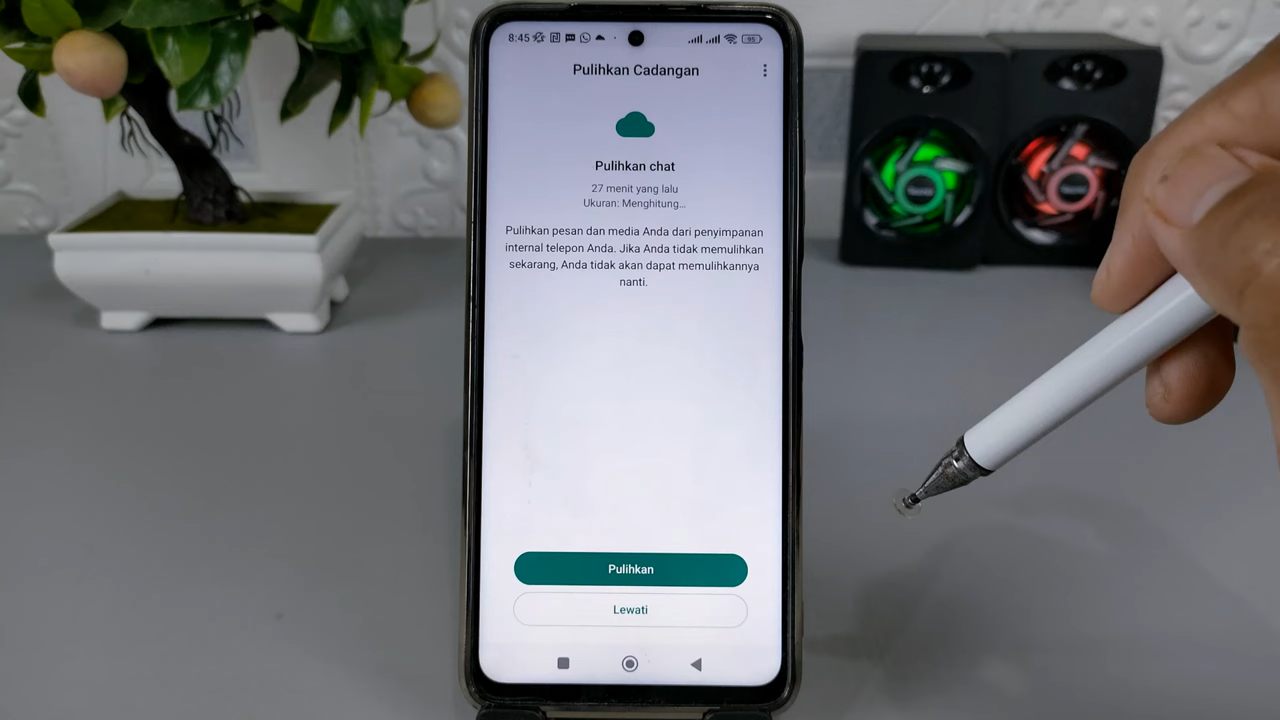 8:45
95
Pulihkan Cadangan
Pulihkan chat
27 menit yang lalu
Ukuran: Menghitung...
Pulihkan pesan dan media Anda dari penyimpanan
internal telepon Anda. Jika Anda tidak memulihkan
sekarang, Anda tidak akan dapat memulihkannya
nanti.
Pulihkan
Lewati